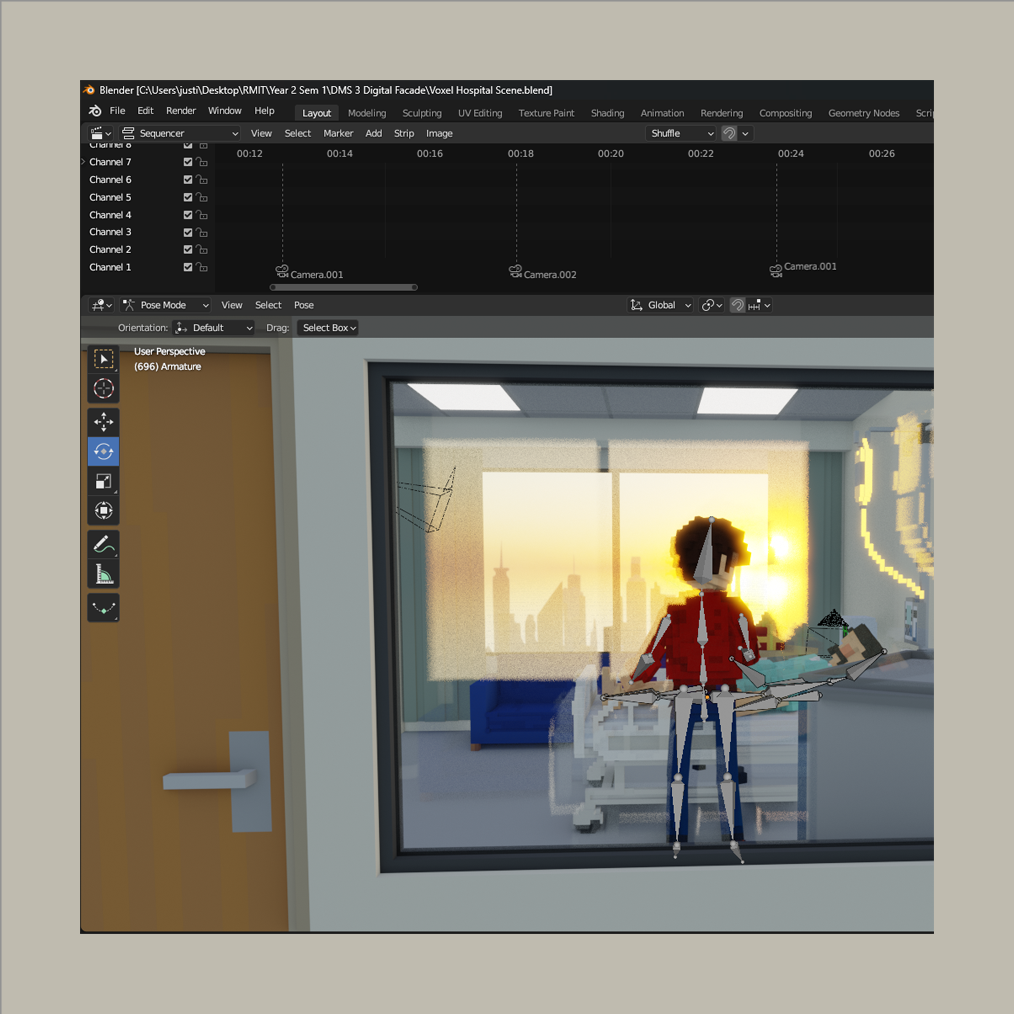 Blender [C:\Users\justi\Desktop\RMIT\Year 2 Sem 1\DMS 3 Digital Facade\Voxel Hospital Scene.blend]
File Edit Render Window Help Layout Modeling Sculpting UV Editing Texture Paint Shading Animation Rendering Compositing Geometry Nodes Scri
Sequencer View Select Marker Add Strip Image Shuffle
Channel 8 00:12 00:14 00:16 00:18 00:20 00:22 00:24 00:26
Channel 7
Channel 6
Channel 5
Channel 4
Channel 3
Channel 2
Channel 1 Camera.001 Camera.002 Camera.001
Pose Mode View Select Pose Global
Orientation: Default Drag: Select Box
User Perspective
(696) Armature